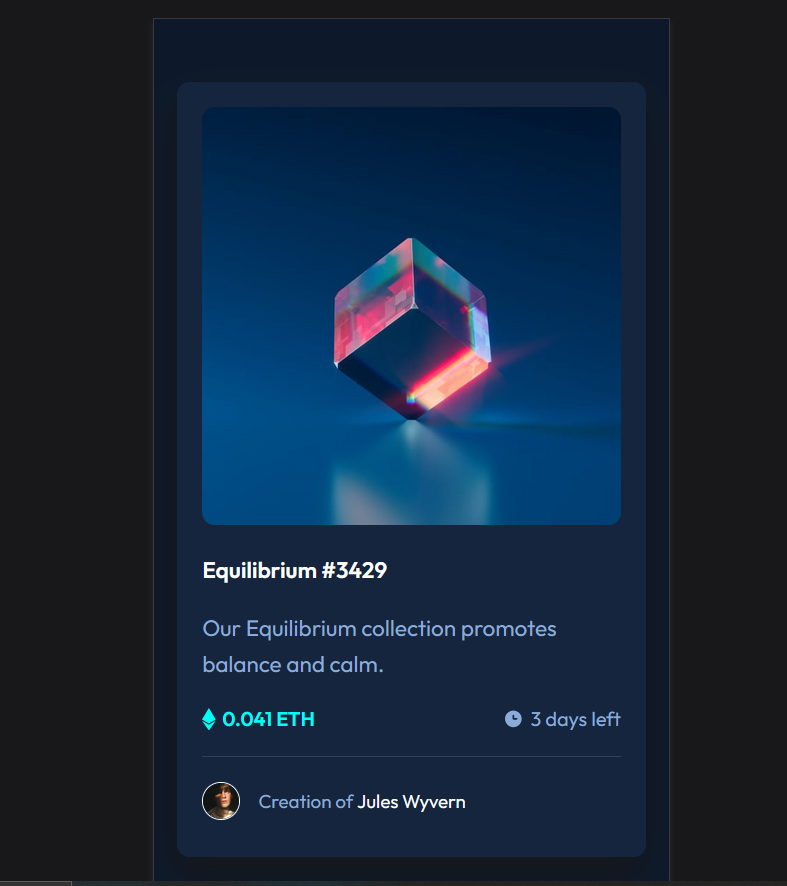 Equilibrium #3429
Our Equilibrium collection promotes
balance and calm.
0.041 ETH
3 days left
Creation of Jules Wyvern